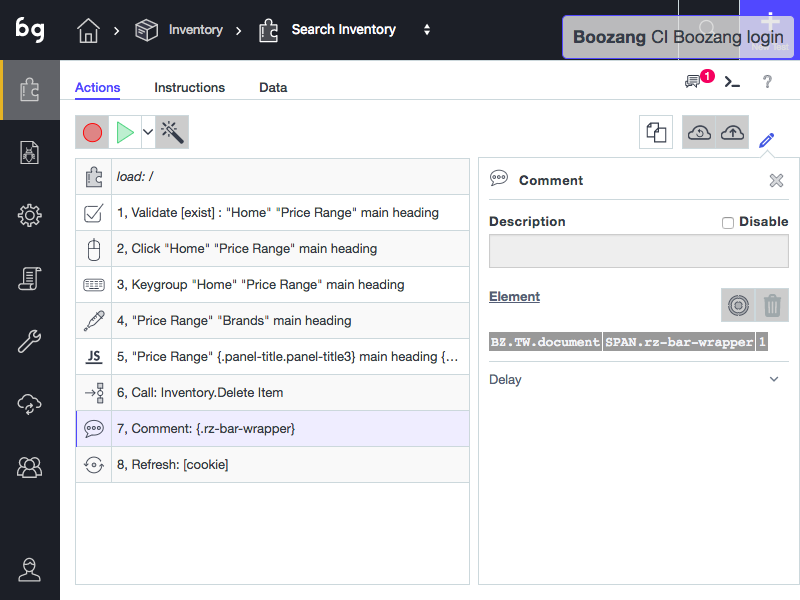 bg
Inventory
Search Inventory
Boozang CI Boozang login
Actions
Instructions
Data
1
?
load: /
1, Validate [exist] : "Home" "Price Range" main heading
2, Click "Home" "Price Range" main heading
3, Keygroup "Home" "Price Range" main heading
4, "Price Range" "Brands" main heading
JS
5, "Price Range" {.panel-title.panel-title3} main heading {...
6, Call: Inventory.Delete Item
7, Comment: {.rz-bar-wrapper}
8, Refresh: [cookie]
Comment
Description
Disable
Element
BZ.TW.document SPAN.rz-bar-wrapper 1
Delay